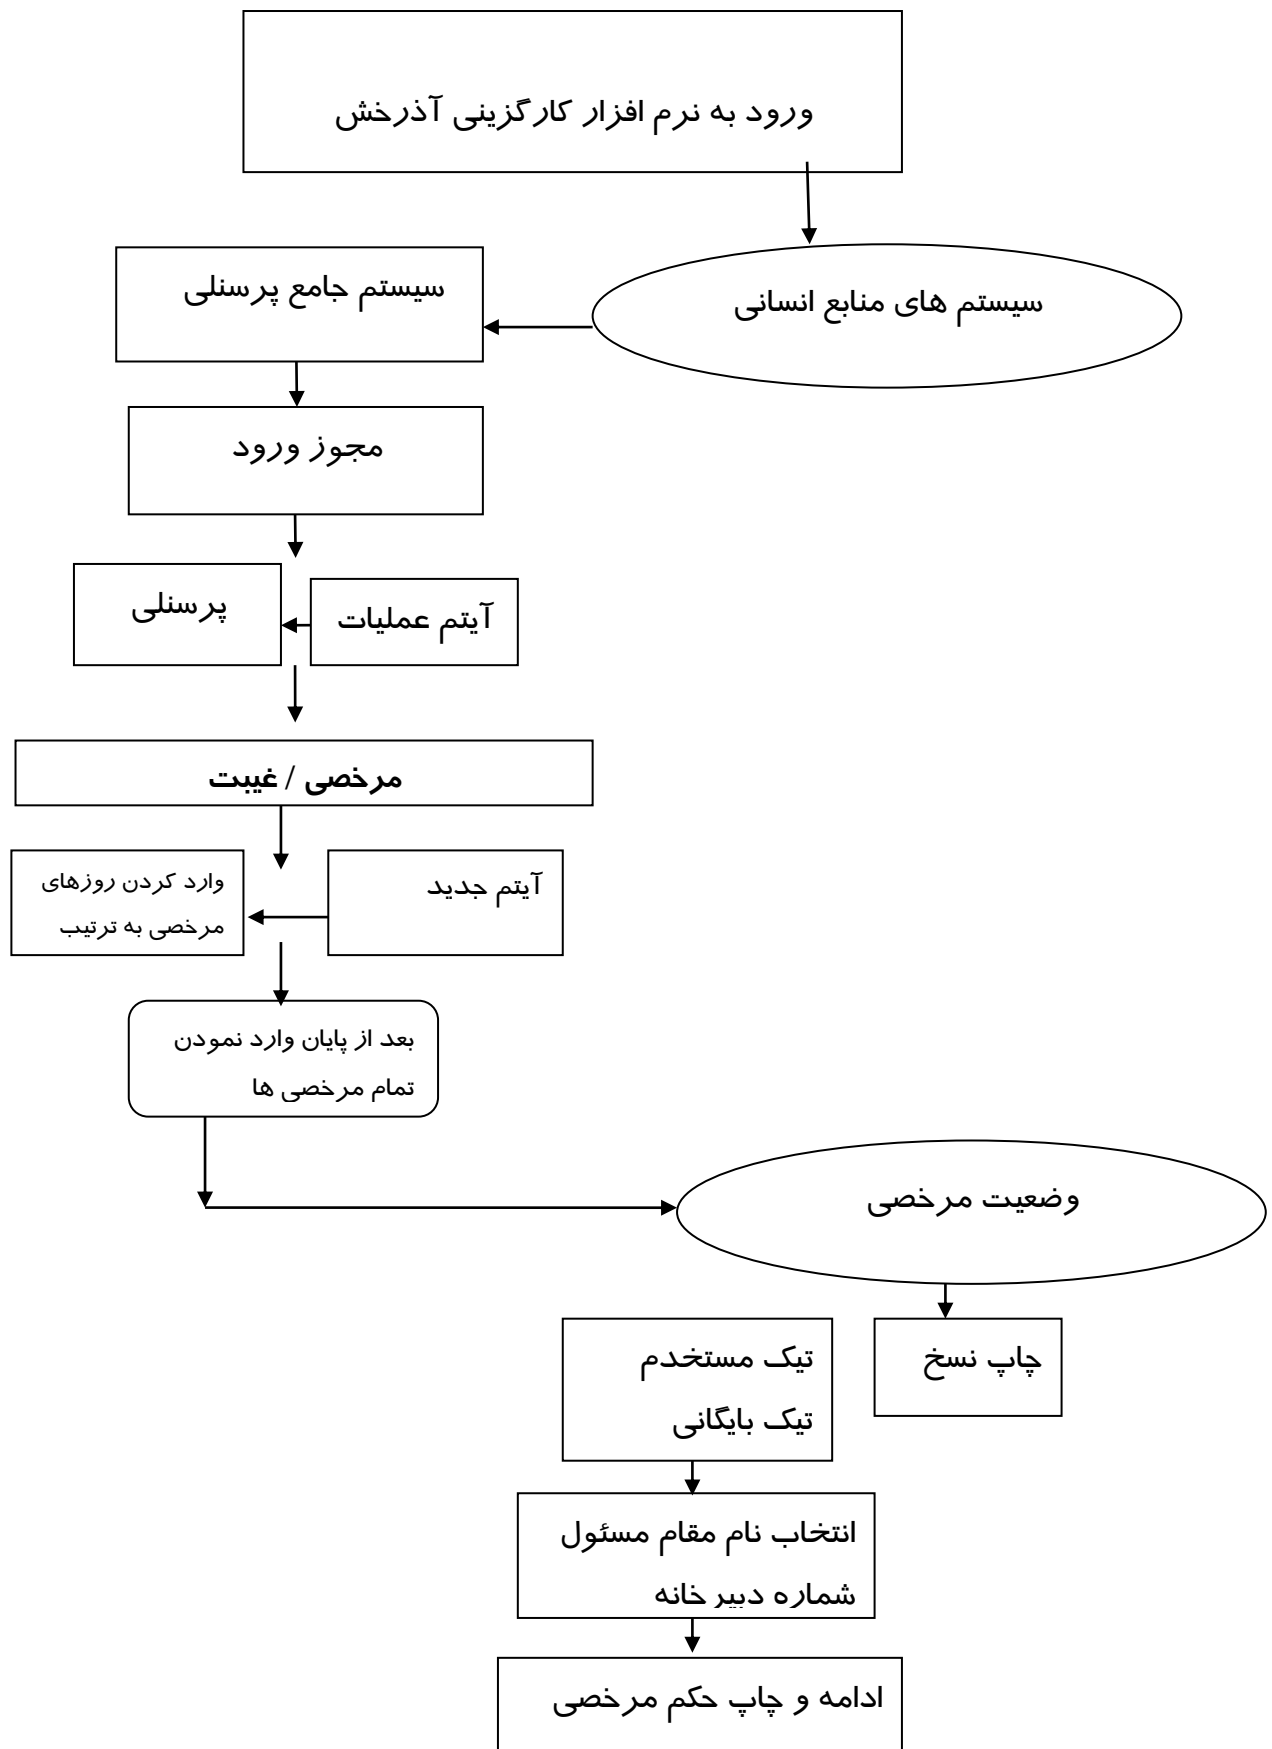 ورود به نرم افزار کارگزینی آذرخش
سیستم های منابع انسانی
سیستم جامع پرسنلی
مجوز ورود
آیتم عملیات
پرسنلی
مرخصی / غیبت
آیتم جدید
وارد کردن روزهای
مرخصی به ترتیب
بعد از پایان وارد نمودن
تمام مرخصی ها
وضعیت مرخصی
چاپ نسخ
تیک مستخدم
تیک بایگانی
انتخاب نام مقام مسئول
شماره دبیرخانه
ادامه و چاپ حکم مرخصی